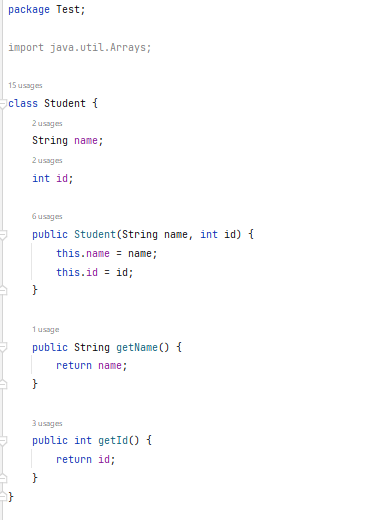 package Test;
import java.util.Arrays;
15 usages
class Student {
2 usages
String name;
2 usages
int id;
6 usages
public Student(String name, int id) {
this.name = name;
this.id = id;
}
1 usage
public String getName() {
return name;
}
3 usages
public int getId() {
return id;
}
}